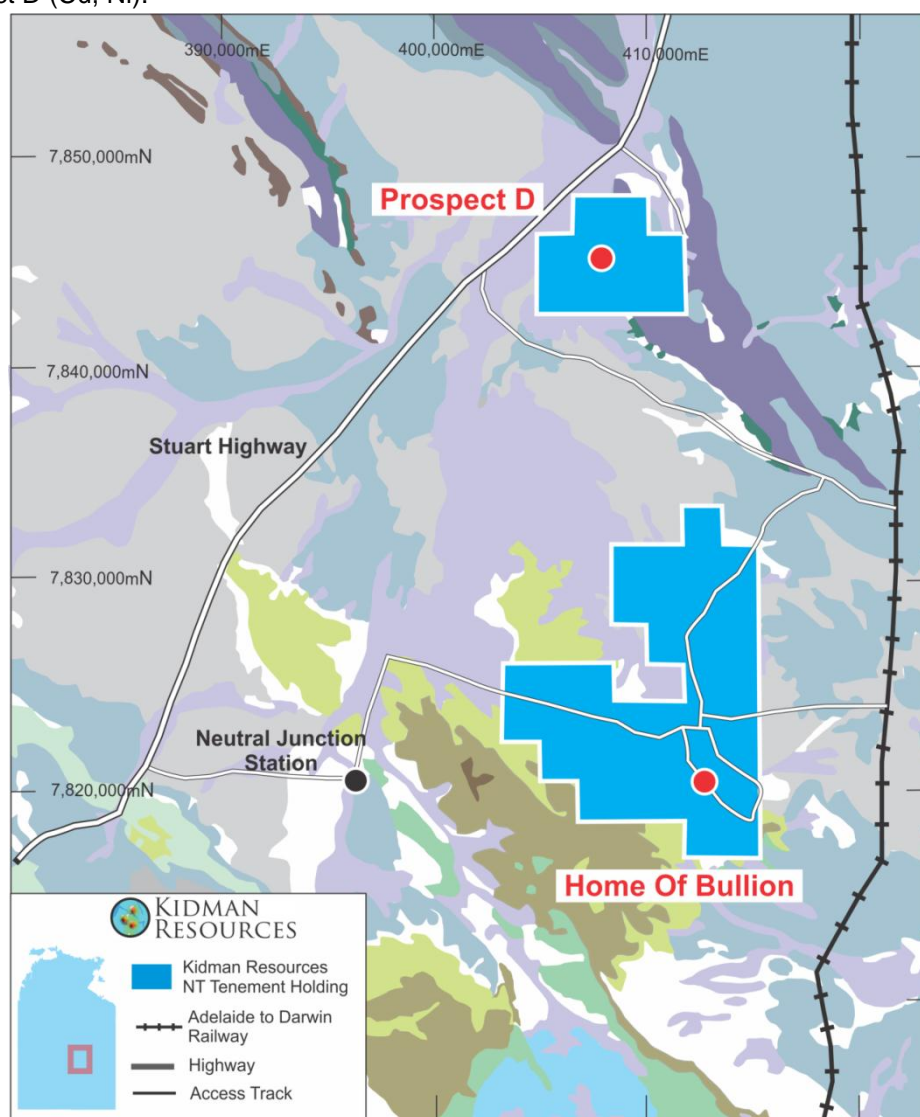 D Ni).
390,000mE
400,000mE
410,000mE
7,850,000mN
Prospect D
7,840,000mN
Stuart Highway
7,830,000mN
Neutral Junction
Station
7,820,000mN
Home Of Bullion
KIDMAN
RESOURCES
Kidman Resources
NT Tenement Holding
Adelaide to Darwin
Railway
Highway
Access Track